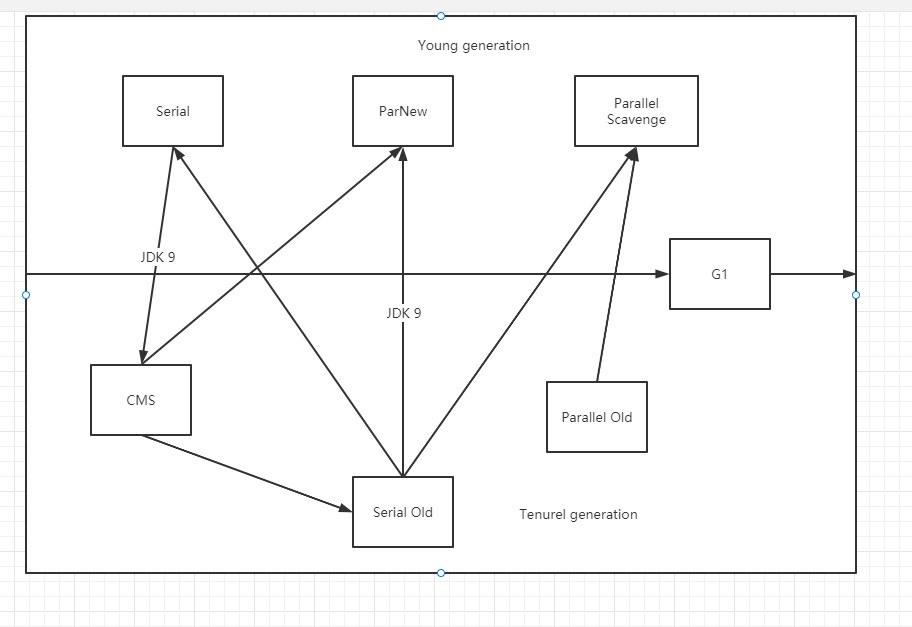 Young generation
Serial
ParNew
Parallel
Scavenge
JDK 9
G1
JDK 9
CMS
Parallel Old
Serial Old
Tenurel generation